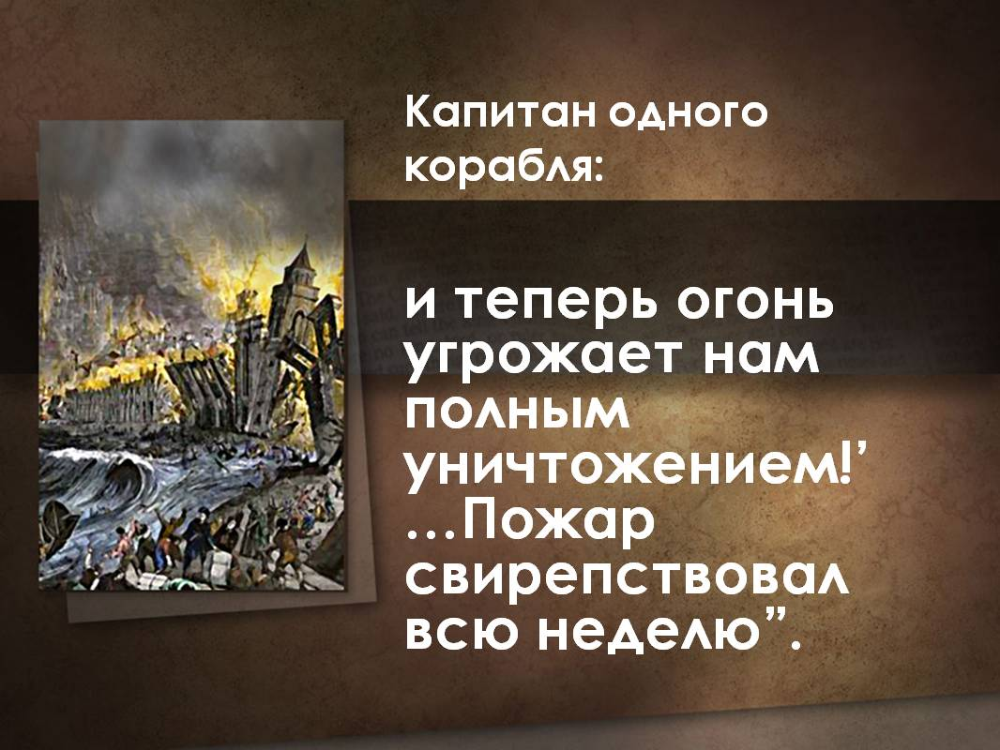 Капитан одного
корабля:
и теперь огонь
угрожает нам
полным
уничтожением!’
…Пожар
свирепствовал
всю неделю”.